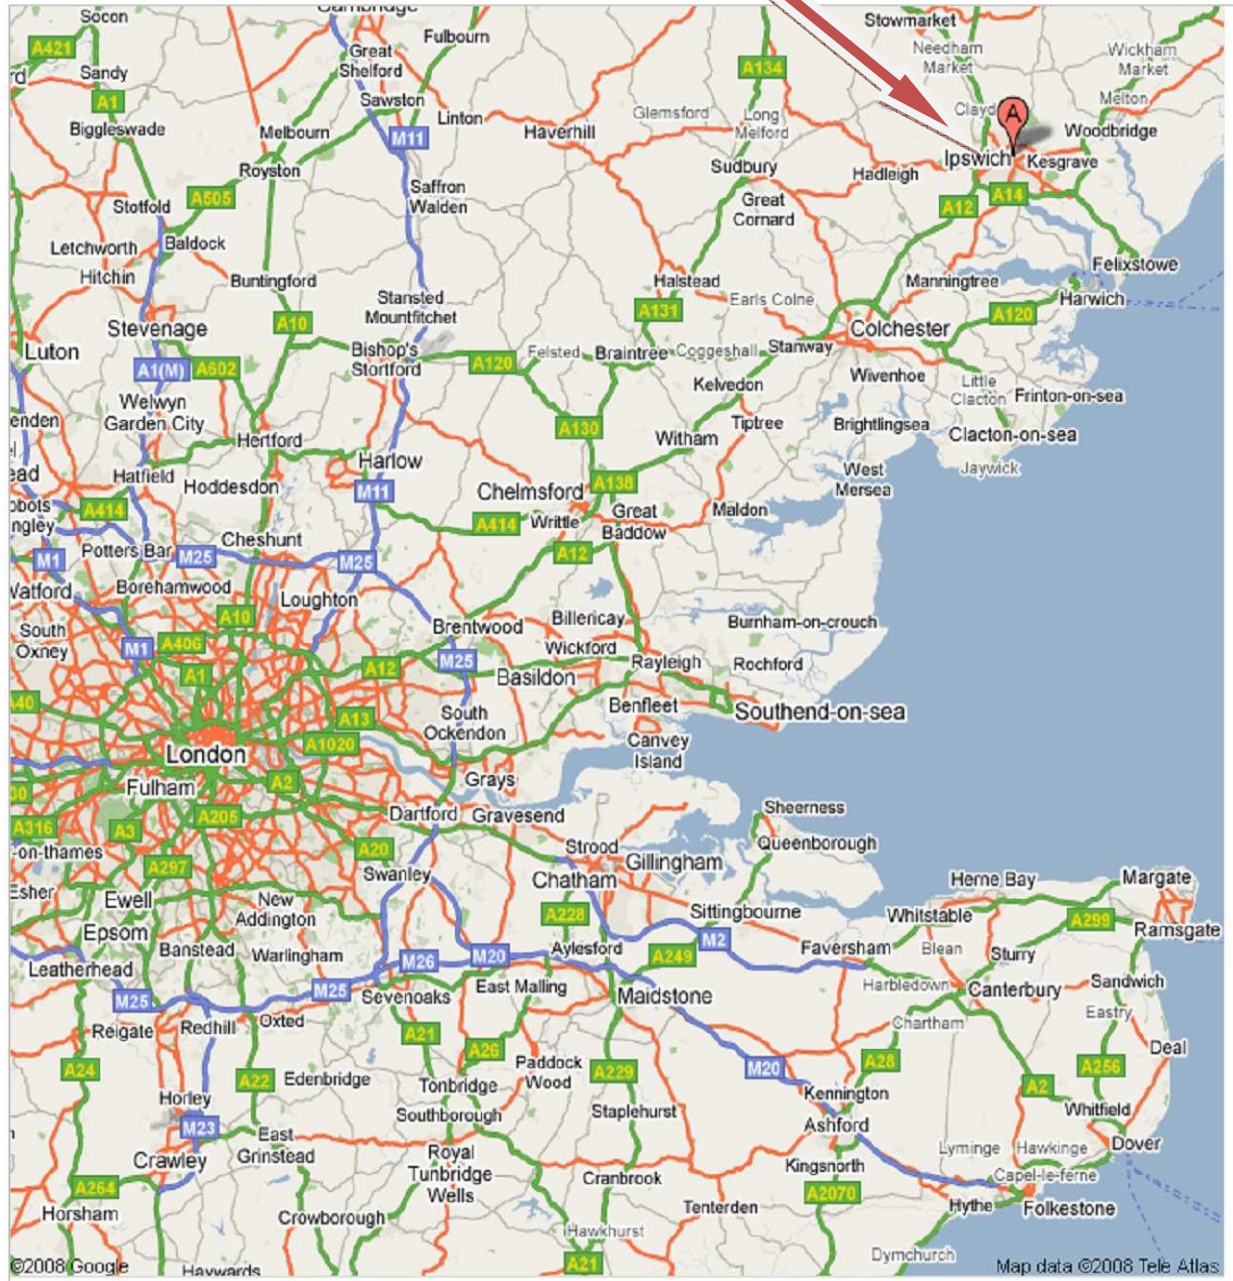 Cambridge
Stowmarket
A421
Socon
Fulbourn
Great
Shelford
Needham
Market
Wickham
Market
rd
Sandy
A134
A1
Sawston
Linton
Glemsford
Long
Melford
Clayd
A
Melton
Biggleswade
Melbourn
M11
Haverhill
Woodbridge
Royston
Sudbury
Hadleigh
Ipswich
Kesgrave
A505
Saffron
Walden
Great
Cornard
A12
A14
Stotfold
Letchworth
Baldock
Hitchin
Buntingford
Halstead
Manningtree
Felixstowe
Stansted
Mountfitchet
Earls Colne
Harwich
Stevenage
A10
A131
Colchester
A120
Luton
Bishop's
Stortford
A120
Felsted
Braintree
Coggeshall
Stanway
A1(M)
A602
Kelvedon
Wivenhoe
Little
Clacton
Frinton-on-sea
Welwyn
Garden City
enden
Hertford
A130
Witham
Tiptree
Brightlingsea
Clacton-on-sea
el
ead
Hatfield
Hoddesdon
Harlow
M11
Chelmsford
A138
West
Mersea
Jaywick
bbots
ngley
A414
A414
Writtle
Great
Baddow
Maldon
M1
Potters Bar
M25
Cheshunt
M25
A12
Watford
Borehamwood
Loughton
A10
South
Oxney
M1
A406
Brentwood
Billericay
Burnham-on-crouch
A1
A12
M25
Wickford
Rayleigh
Rochford
A40
Basildon
A13
South
Ockendon
Benfleet
Southend-on-sea
London
A1020
Canvey
Island
30
Fulham
A2
Grays
A316
A3
A205
Dartford
Gravesend
Sheerness
-on-thames
A297
A20
Strood
Queenborough
Esher
Swanley
Gillingham
Ewell
New
Addington
Chatham
Herne Bay
Margate
Epsom
A228
Sittingbourne
Whitstable
A299
Ramsgate
Banstead
Warlingham
M26
M20
Aylesford
A249
M2
Faversham
Blean
Sturry
Leatherhead
M25
M25
Sevenoaks
East Malling
Maidstone
Harbledown
Canterbury
Sandwich
Reigate
Redhill
Oxted
A21
Chartham
Eastry
A24
A22
Edenbridge
A26
Paddock
Wood
A229
M20
A28
A256
Deal
Horley
Tonbridge
Kennington
A2
Whitfield
M23
Southborough
Staplehurst
Ashford
East
Grinstead
Crawley
Royal
Tunbridge
Wells
Lyminge
Hawkinge
Dover
A264
Cranbrook
Kingsnorth
Capel-le-ferne
Horsham
Crowborough
Tenterden
A2070
Hythe
Folkestone
Hawkhurst
Dymchurch
©2008 Google
Haywards
A21
Map data ©2008 Tele Atlas